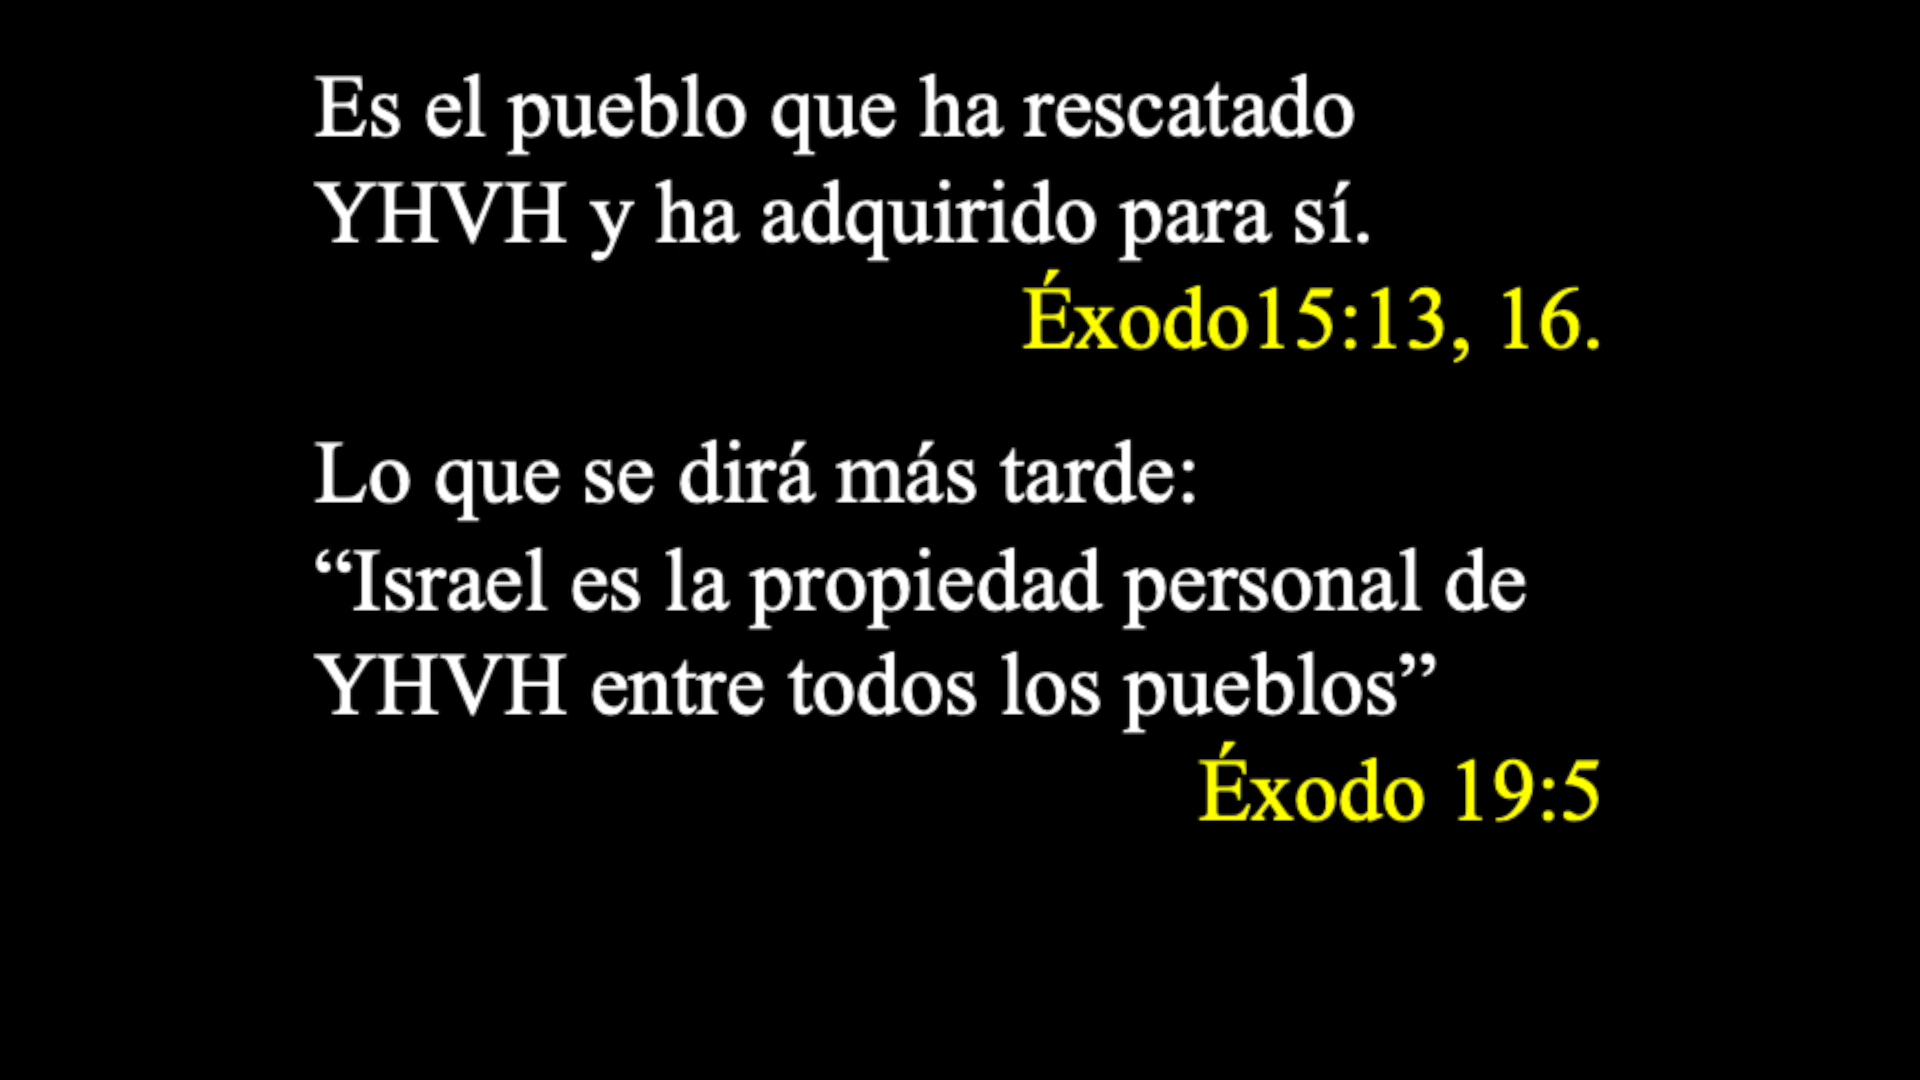 Es el pueblo que ha rescatado
YHVH y ha adquirido para sí.
Éxodo15:13, 16.
Lo que se dirá más tarde:
“Israel es la propiedad personal de
YHVH entre todos los pueblos”
Éxodo 19:5